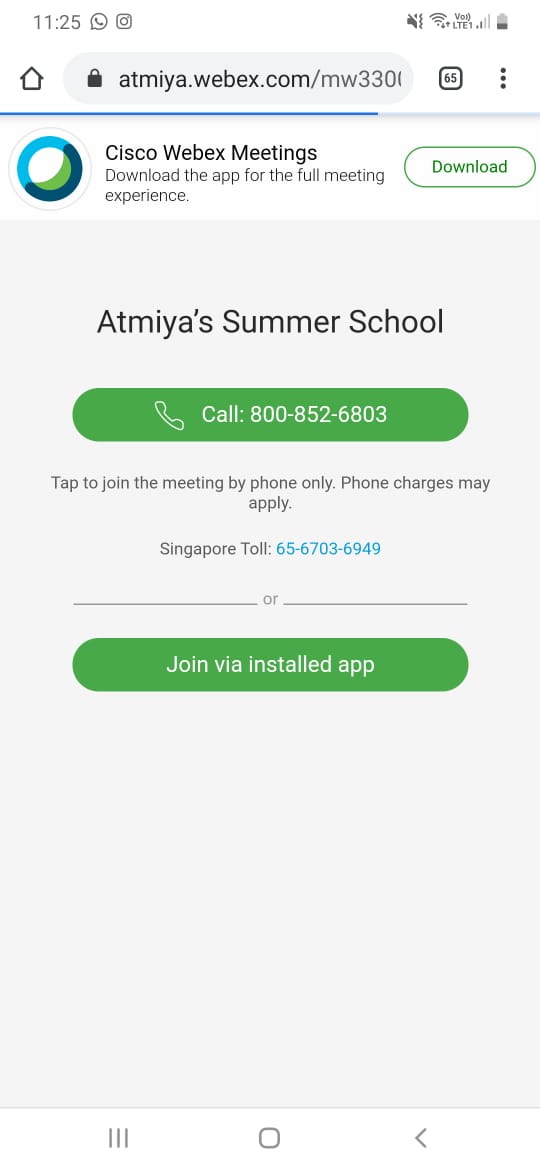 11:25
Vo))
LTE1
atmiya.webex.com/mw330
65
Cisco Webex Meetings
Download the app for the full meeting
experience.
Download
Atmiya’s Summer School
Call: 800-852-6803
Tap to join the meeting by phone only. Phone charges may
apply.
Singapore Toll: 65-6703-6949
or
Join via installed app